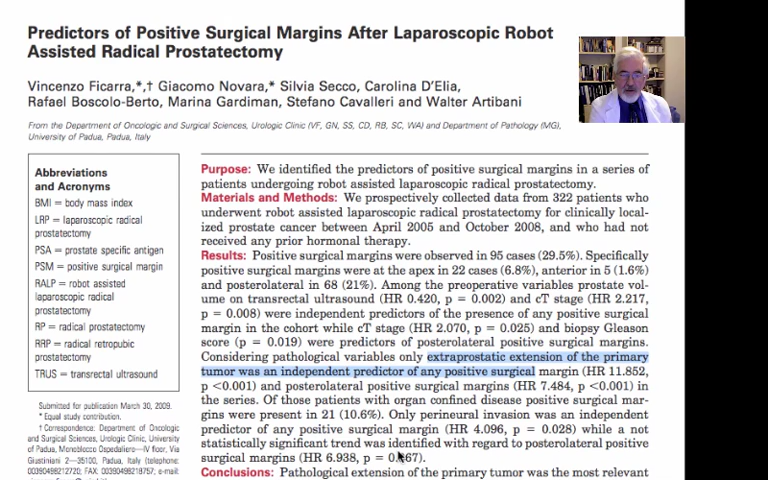 Predictors of Positive Surgical Margins After Laparoscopic Robot
Assisted Radical Prostatectomy
Vincenzo Ficarra,*,† Giacomo Novara,* Silvia Secco, Carolina D'Elia,
Rafael Boscolo-Berto, Marina Gardiman, Stefano Cavalleri and Walter Artibani
From the Department of Oncologic and Surgical Sciences, Urologic Clinic (VF, GN, SS, CD, RB, SC, WA) and Department of Pathology (MG),
University of Padua, Padua, Italy
Abbreviations
and Acronyms
BMI = body mass index
LRP = laparoscopic radical
prostatectomy
PSA = prostate specific antigen
PSM = positive surgical margin
RALP = robot assisted
laparoscopic radical
prostatectomy
RP = radical prostatectomy
RRP = radical retropubic
prostatectomy
TRUS = transrectal ultrasound
Submitted for publication March 30, 2009.
* Equal study contribution.
† Correspondence: Department of Oncologic
and Surgical Sciences, Urologic Clinic, University
of Padua, Monoblocco Ospedaliero—IV floor, Via
Giustiniani 2—35100, Padua, Italy (telephone:
00390498212720; FAX: 00390498218757; e-mail:
Purpose: We identified the predictors of positive surgical margins in a series of
patients undergoing robot assisted laparoscopic radical prostatectomy.
Materials and Methods: We prospectively collected data from 322 patients who
underwent robot assisted laparoscopic radical prostatectomy for clinically local-
ized prostate cancer between April 2005 and October 2008, and who had not
received any prior hormonal therapy.
Results: Positive surgical margins were observed in 95 cases (29.5%). Specifically
positive surgical margins were at the apex in 22 cases (6.8%), anterior in 5 (1.6%)
and posterolateral in 68 (21%). Among the preoperative variables prostate vol-
ume on transrectal ultrasound (HR 0.420, p = 0.002) and cT stage (HR 2.217,
p = 0.008) were independent predictors of the presence of any positive surgical
margin in the cohort while cT stage (HR 2.070, p = 0.025) and biopsy Gleason
score (p = 0.019) were predictors of posterolateral positive surgical margins.
Considering pathological variables only extraprostatic extension of the primary
tumor was an independent predictor of any positive surgical margin (HR 11.852,
p <0.001) and posterolateral positive surgical margins (HR 7.484, p <0.001) in
the series. Of those patients with organ confined disease positive surgical mar-
gins were present in 21 (10.6%). Only perineural invasion was an independent
predictor of any positive surgical margin (HR 4.096, p = 0.028) while a not
statistically significant trend was identified with regard to posterolateral positive
surgical margins (HR 6.938, p =
Conclusions: Pathological extension of the primary tumor was the most relevant